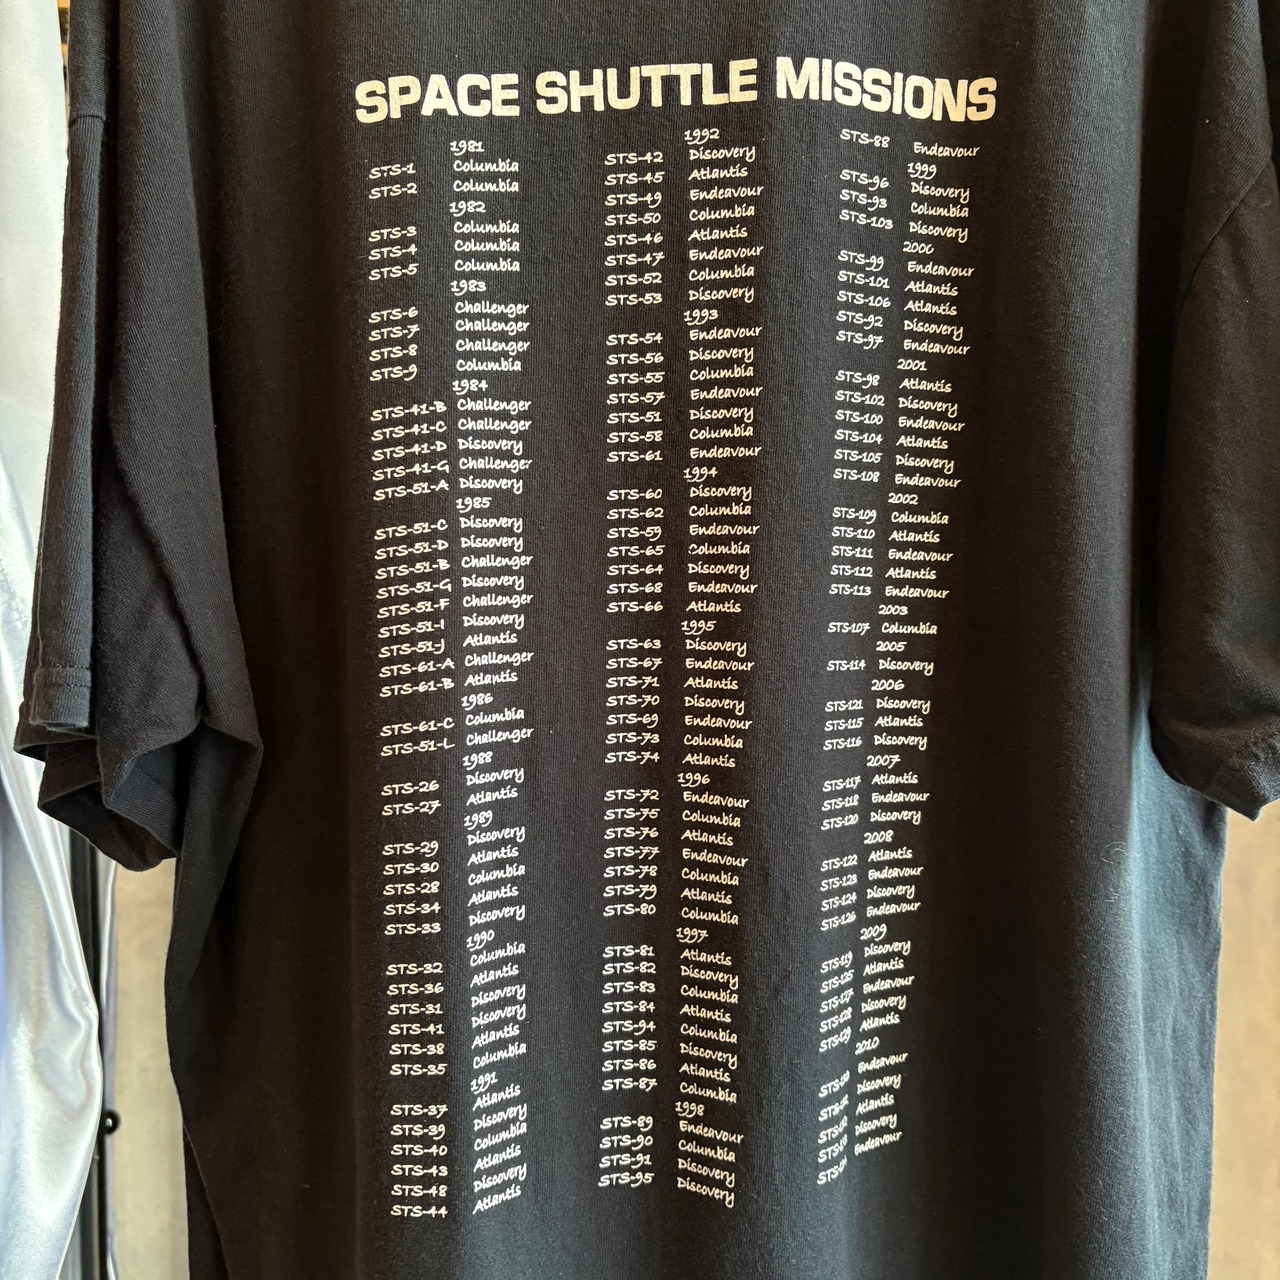 SPACE SHUTTLE MISSIONS
1981
STS-1 Columbia
STS-2 Columbia
1982
STS-3 Columbia
STS-4 Columbia
STS-5 Columbia
1983
STS-6 Challenger
STS-7 Challenger
STS-8 Challenger
STS-9 Columbia
1984
STS-41-B Challenger
STS-41-C Challenger
STS-41-D Discovery
STS-41-G Challenger
STS-51-A Discovery
1985
STS-51-C Discovery
STS-51-D Discovery
STS-51-B Challenger
STS-51-G Discovery
STS-51-F Challenger
STS-51-I Discovery
STS-51-J Atlantis
STS-61-A Challenger
STS-61-B Atlantis
1986
STS-61-C Columbia
STS-51-L Challenger
1988
STS-26 Discovery
STS-27 Atlantis
1989
STS-29 Discovery
STS-30 Atlantis
STS-28 Columbia
STS-34 Atlantis
STS-33 Discovery
1990
STS-32 Columbia
STS-36 Atlantis
STS-31 Discovery
STS-41 Discovery
STS-38 Atlantis
STS-35 Columbia
1991
STS-37 Atlantis
STS-39 Discovery
STS-40 Columbia
STS-43 Atlantis
STS-48 Discovery
STS-44 Atlantis
1992
STS-42 Discovery
STS-45 Atlantis
STS-49 Endeavour
STS-50 Columbia
STS-46 Atlantis
STS-47 Endeavour
STS-52 Columbia
STS-53 Discovery
1993
STS-54 Endeavour
STS-56 Discovery
STS-55 Columbia
STS-57 Endeavour
STS-51 Discovery
STS-58 Columbia
STS-61 Endeavour
1994
STS-60 Discovery
STS-62 Columbia
STS-59 Endeavour
STS-65 Columbia
STS-64 Discovery
STS-68 Endeavour
STS-66 Atlantis
1995
STS-63 Discovery
STS-67 Endeavour
STS-71 Atlantis
STS-70 Discovery
STS-69 Endeavour
STS-73 Columbia
STS-74 Atlantis
1996
STS-72 Endeavour
STS-75 Columbia
STS-76 Atlantis
STS-77 Endeavour
STS-78 Columbia
STS-79 Atlantis
STS-80 Columbia
1997
STS-81 Atlantis
STS-82 Discovery
STS-83 Columbia
STS-84 Atlantis
STS-94 Columbia
STS-85 Discovery
STS-86 Atlantis
STS-87 Columbia
1998
STS-89 Endeavour
STS-90 Columbia
STS-91 Discovery
STS-95 Discovery
STS-88 Endeavour
1999
STS-96 Discovery
STS-93 Columbia
STS-103 Discovery
2000
STS-99 Endeavour
STS-101 Atlantis
STS-106 Atlantis
STS-92 Discovery
STS-97 Endeavour
2001
STS-98 Atlantis
STS-102 Discovery
STS-100 Endeavour
STS-104 Atlantis
STS-105 Discovery
STS-108 Endeavour
2002
STS-109 Columbia
STS-110 Atlantis
STS-111 Endeavour
STS-112 Atlantis
STS-113 Endeavour
2003
STS-107 Columbia
2005
STS-114 Discovery
2006
STS-121 Discovery
STS-115 Atlantis
STS-116 Discovery
2007
STS-117 Atlantis
STS-118 Endeavour
STS-120 Discovery
2008
STS-122 Atlantis
STS-123 Endeavour
STS-124 Discovery
STS-126 Endeavour
2009
STS-119 Discovery
STS-125 Atlantis
STS-127 Endeavour
STS-128 Discovery
STS-129 Atlantis
2010
Endeavour
Discovery
Atlantis
Discovery
Endeavour